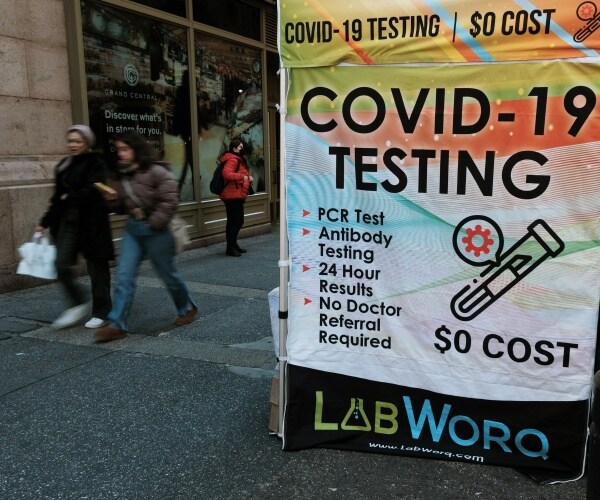 COVID-19 TESTING | $0 COST
COVID-19
TESTING
PCR Test
Antibody
Testing
24 Hour
Results
No Doctor
Referral
Required
$0 COST
LABWORQ
www.labworq.com
GRAND CENTRAL
Discover what's
in store for you.